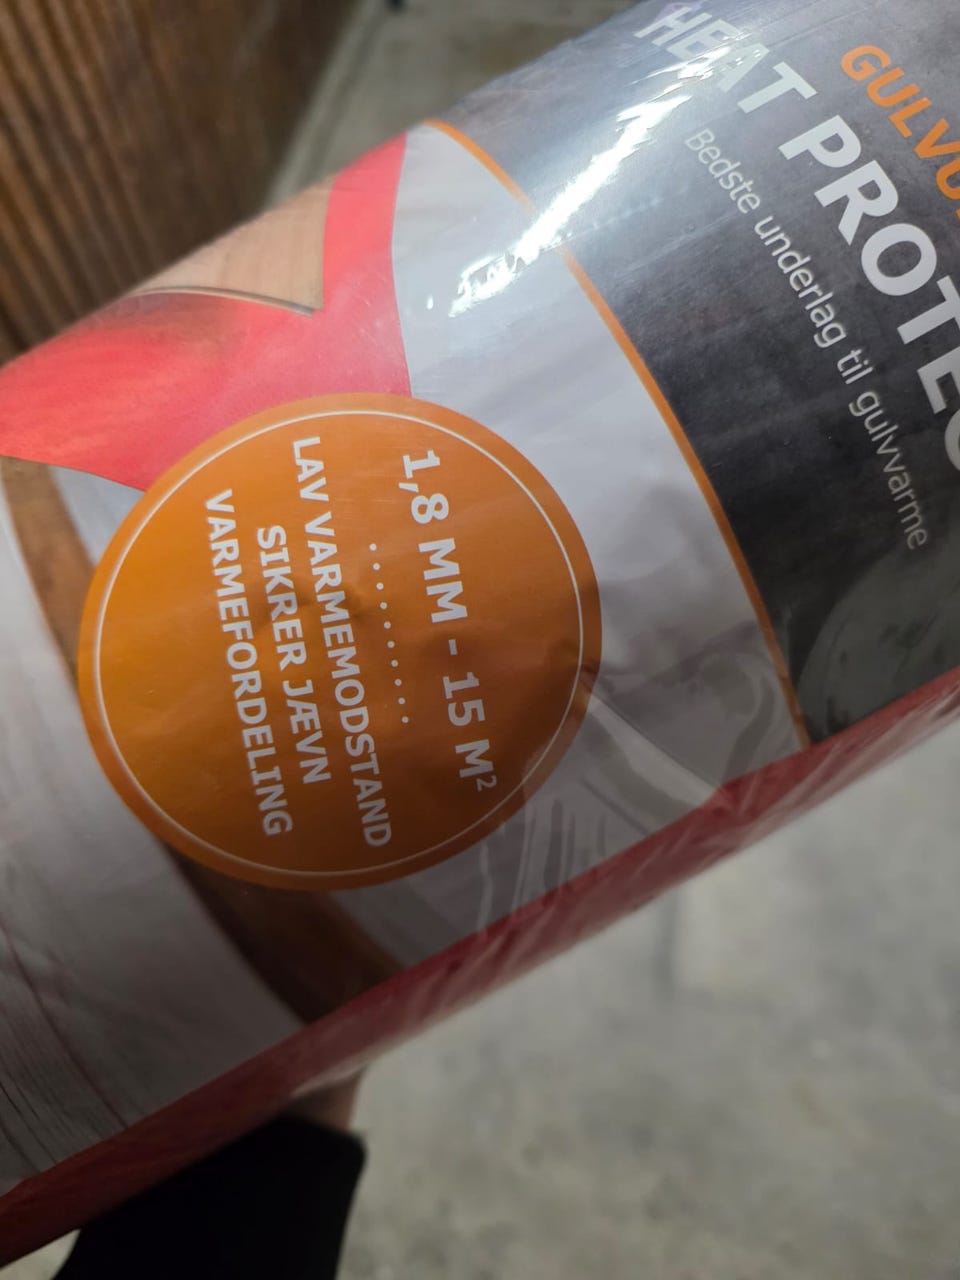 HEAT PROTEC
Bedste underlag til gulvvarme
1,8 MM - 15 M²
LAV VARMEMODSTAND
SIKRER JÆVN
VARMEFORDELING